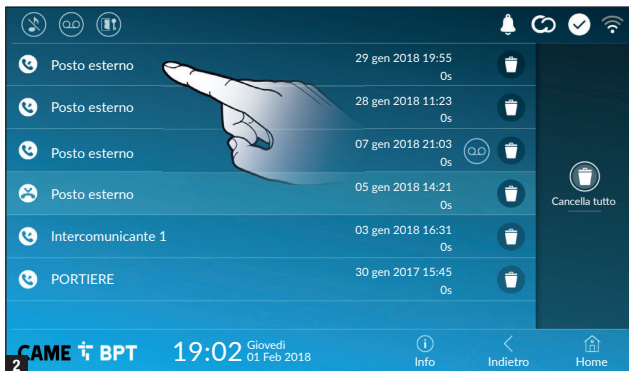 Posto esterno
29 gen 2018 19:55
0s
Posto esterno
28 gen 2018 11:23
0s
Posto esterno
07 gen 2018 21:03
0s
Posto esterno
05 gen 2018 14:21
0s
Cancella tutto
Intercomunicante 1
03 gen 2018 16:31
0s
PORTIERE
30 gen 2017 15:45
0s
CAME BPT
19:02 Giovedì
01 Feb 2018
Info
Indietro
Home
2